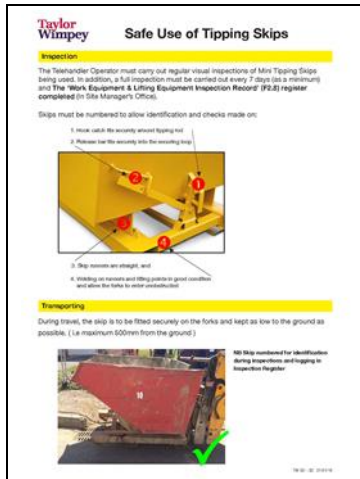 Taylor
Wimpey
Safe Use of Tipping Skips
Inspection
The Telehandler Operator must carry out regular visual inspections of Mini Tipping Skips
being used. In addition, a full inspection must be carried out every 7 days (as a minimum)
and The 'Work Equipment & Lifting Equipment Inspection Record' (F2.8) register
completed (in Site Manager's Office).
Skips must be numbered to allow identification and checks made on:
1. Hook catch fits securely around tipping rod
2. Release bar fits securely into the securing loop
1
2
3
4
3. Skip runners are straight, and
4. Welding on runners and lifting points in good condition
and allow the forks to enter unobstructed
Transporting
During travel, the skip is to be fitted securely on the forks and kept as low to the ground as
possible. ( i.e maximum 500mm from the ground )
NB Skip numbered for identification
during inspections and logging in
Inspection Register
10